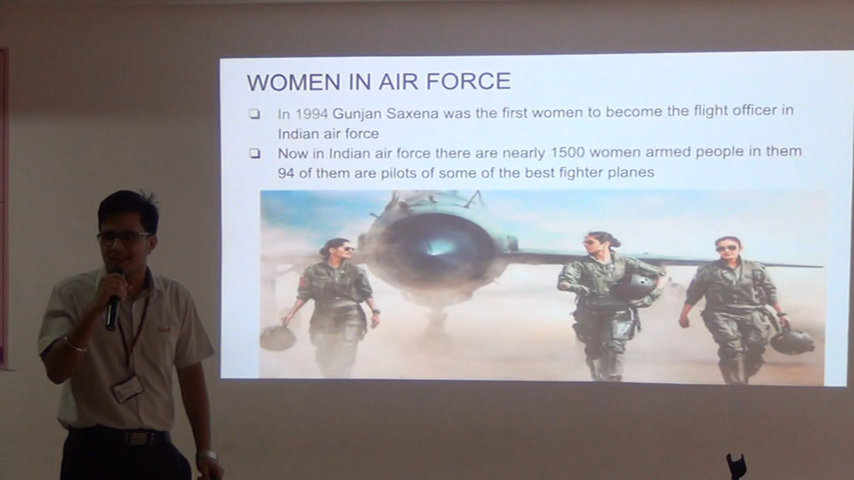 WOMEN IN AIR FORCE
In 1994 Gunjan Saxena was the first women to become the flight officer in
Indian air force
Now in Indian air force there are nearly 1500 women armed people in them
94 of them are pilots of some of the best fighter planes